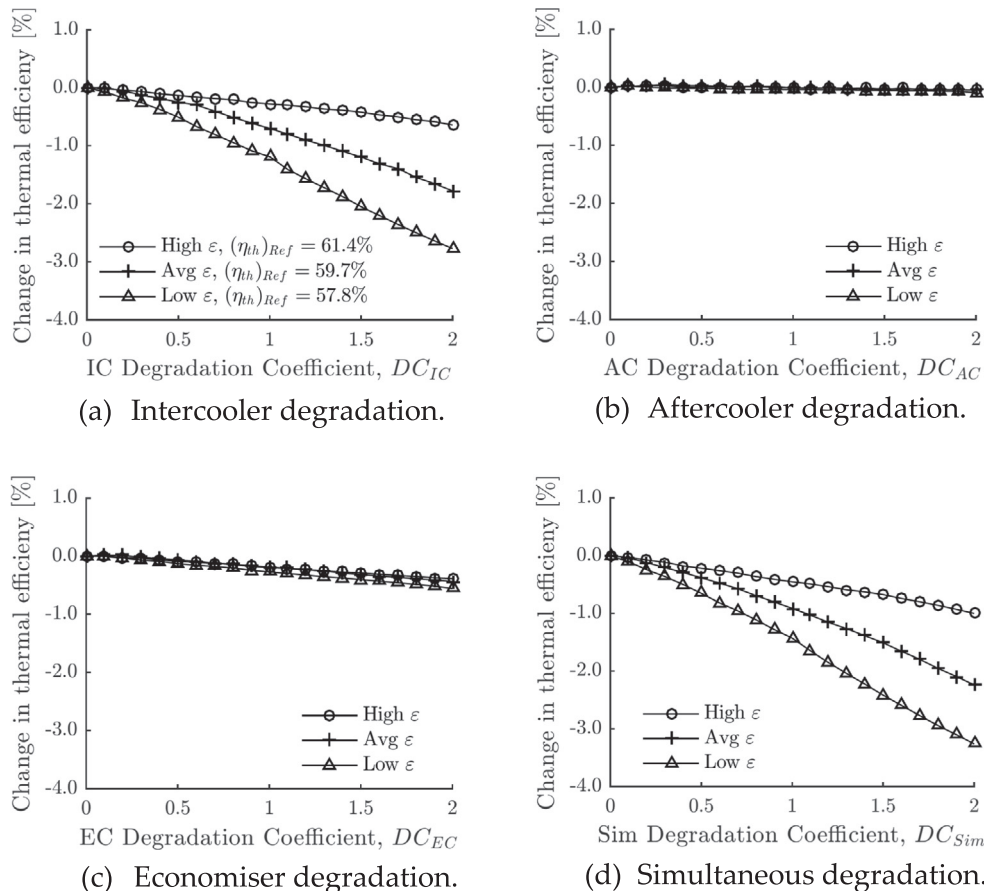 Change in thermal efficieny [%]
1.0
0.0
-1.0
-2.0
-3.0
-4.0
High ε, (η_th)_Ref = 61.4%
Avg ε, (η_th)_Ref = 59.7%
Low ε, (η_th)_Ref = 57.8%
0 0.5 1 1.5 2
IC Degradation Coefficient, DC_IC
(a) Intercooler degradation.
Change in thermal efficieny [%]
1.0
0.0
-1.0
-2.0
-3.0
-4.0
High ε
Avg ε
Low ε
0 0.5 1 1.5 2
AC Degradation Coefficient, DC_AC
(b) Aftercooler degradation.
Change in thermal efficieny [%]
1.0
0.0
-1.0
-2.0
-3.0
-4.0
High ε
Avg ε
Low ε
0 0.5 1 1.5 2
EC Degradation Coefficient, DC_EC
(c) Economiser degradation.
Change in thermal efficieny [%]
1.0
0.0
-1.0
-2.0
-3.0
-4.0
High ε
Avg ε
Low ε
0 0.5 1 1.5 2
Sim Degradation Coefficient, DC_Sim
(d) Simultaneous degradation.